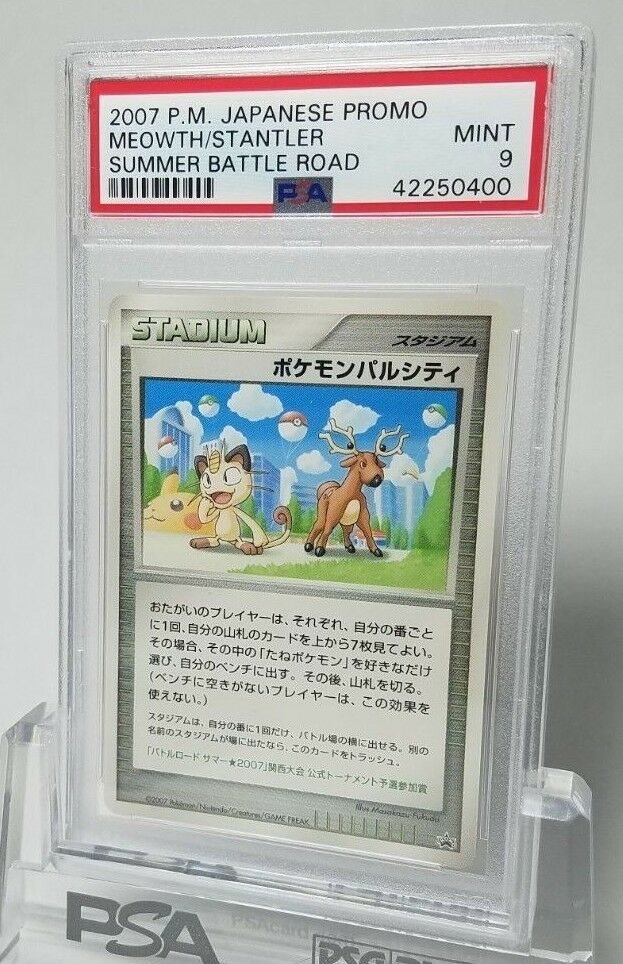 2007 P.M. JAPANESE PROMO
MEOWTH/STANTLER MINT
SUMMER BATTLE ROAD 9
PSA 42250400
STADIUM
スタジアム
ポケモンパルシティ
おたがいのプレイヤーは、それぞれ、自分の番ごと
に1回、自分の山札のカードを上から7枚見てよい。
その場合、その中の「たねポケモン」を好きなだけ
選び、自分のベンチに出す。その後、山札を切る。
(ベンチに空きがないプレイヤーは、この効果を
使えない。)
スタジアムは、自分の番に1回だけ、バトル場の横に出せる。別の
名前のスタジアムが場に出たなら、このカードをトラッシュ。
「バトルロード サマー★2007」関西大会 公式トーナメント予選参加賞
Illus. Masakazu Fukuda
©2007 Pokémon/Nintendo/Creatures/GAME FREAK
PSA
PSAcard